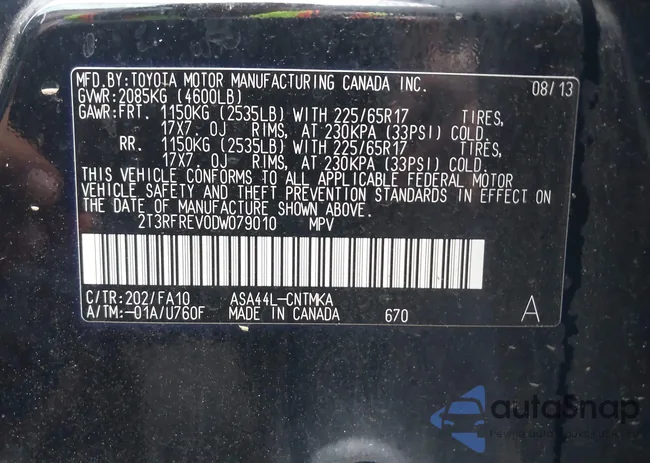 MFD.BY:TOYOTA MOTOR MANUFACTURING CANADA INC. 08/13
GVWR:2085KG (4600LB)
GAWR:FRT. 1150KG (2535LB) WITH 225/65R17 TIRES,
17X7.0J RIMS, AT 230KPA (33PSI) COLD.
RR. 1150KG (2535LB) WITH 225/65R17 TIRES,
17X7.0J RIMS, AT 230KPA (33PSI) COLD.
THIS VEHICLE CONFORMS TO ALL APPLICABLE FEDERAL MOTOR
VEHICLE SAFETY AND THEFT PREVENTION STANDARDS IN EFFECT ON
THE DATE OF MANUFACTURE SHOWN ABOVE.
2T3RFREV0DW079010 MPV
C/TR:202/FA10 ASA44L-CNTMKA
A/TM:-01A/U760F MADE IN CANADA 670 A
autoSnap